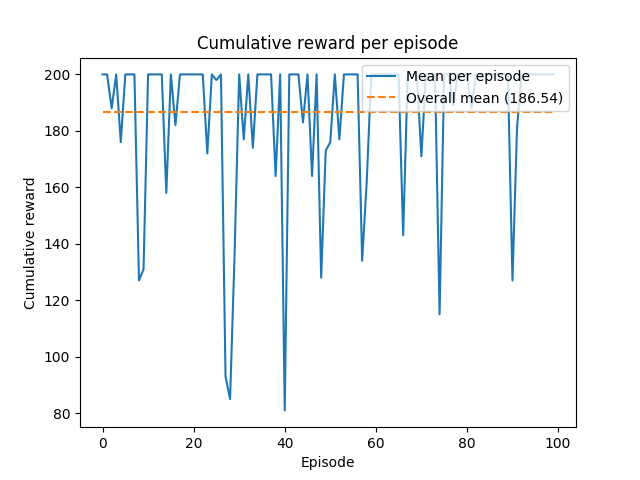 Cumulative reward per episode
Mean per episode
Overall mean (186.54)
Cumulative reward
200
180
160
140
120
100
80
0 20 40 60 80 100
Episode